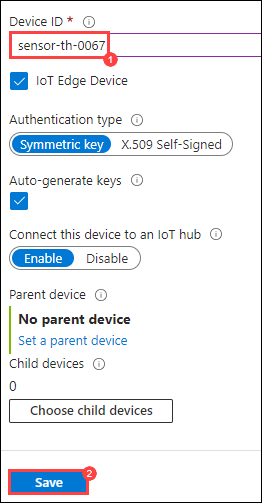 Device ID *
sensor-th-0067
1
IoT Edge Device
Authentication type
Symmetric key X.509 Self-Signed
Auto-generate keys
Connect this device to an IoT hub
Enable Disable
Parent device
No parent device
Set a parent device
Child devices
0
Choose child devices
2
Save